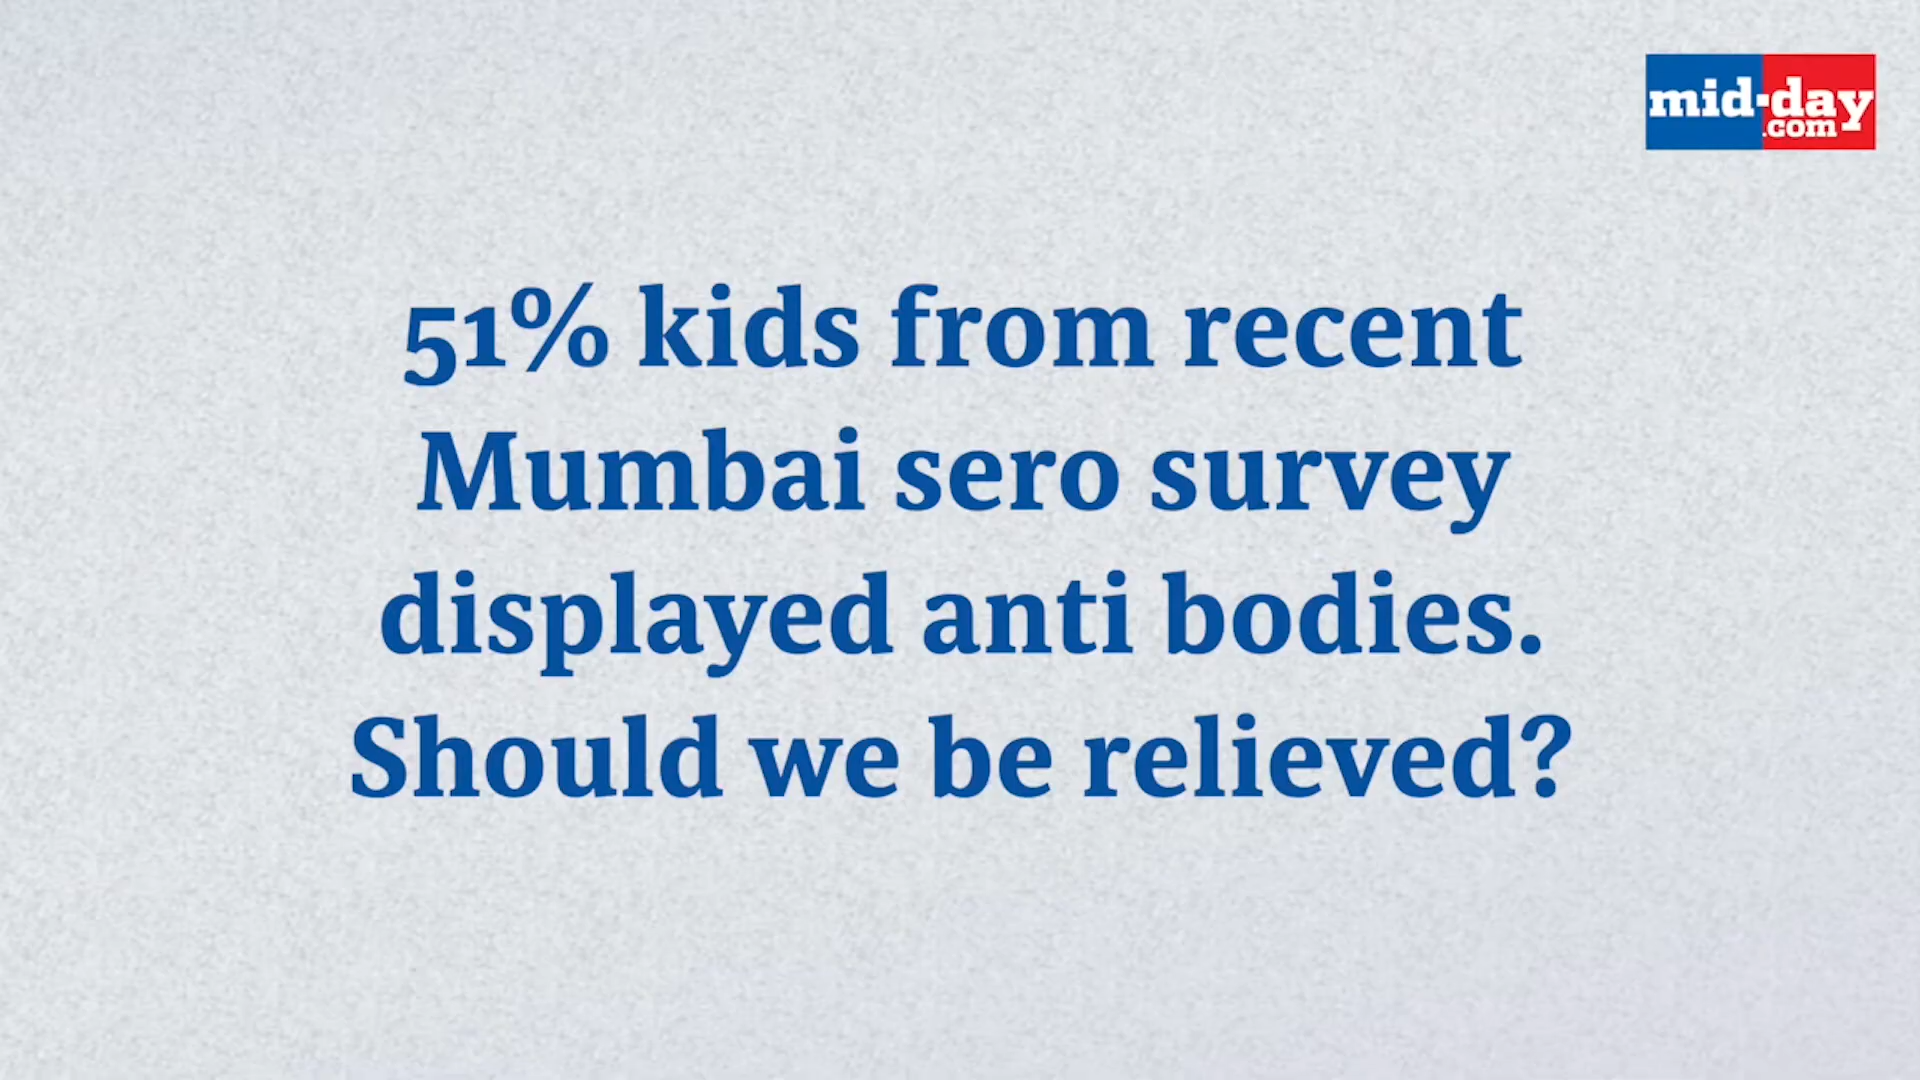 mid-day
.com
51% kids from recent
Mumbai sero survey
displayed anti bodies.
Should we be relieved?